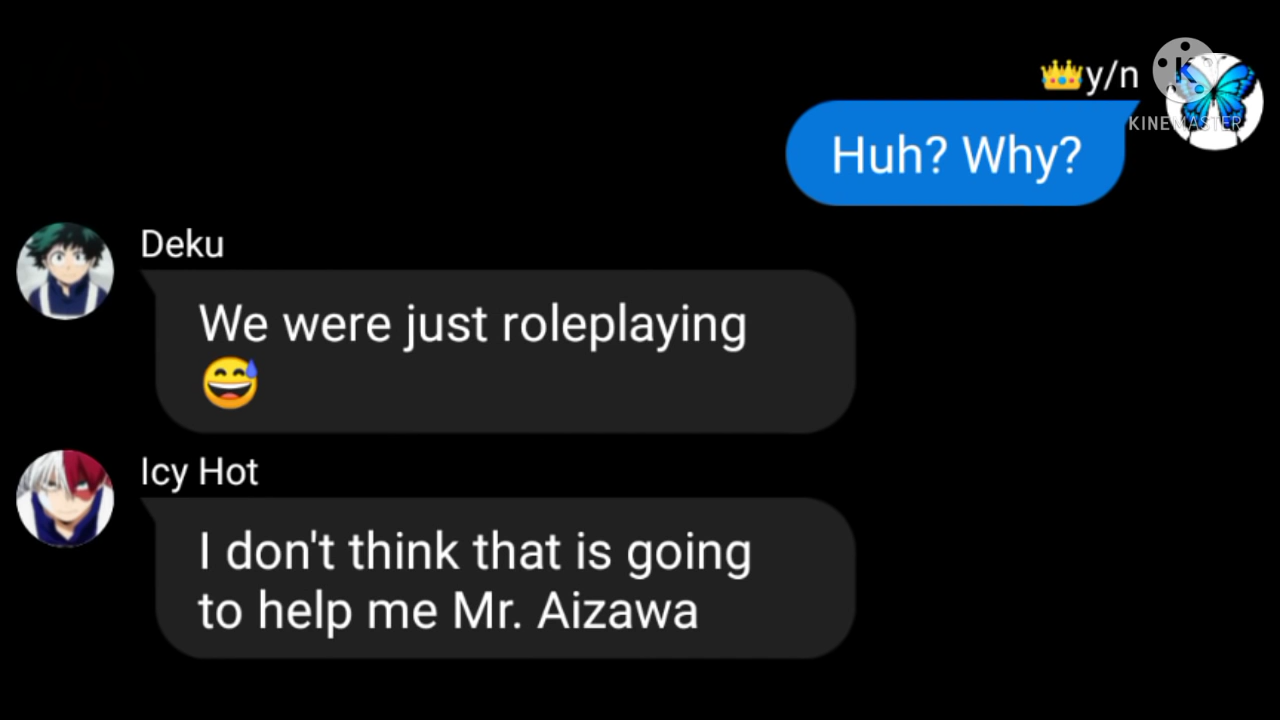 👑y/n
KINEMASTER
Huh? Why?
Deku
We were just roleplaying
😅
Icy Hot
I don't think that is going
to help me Mr. Aizawa